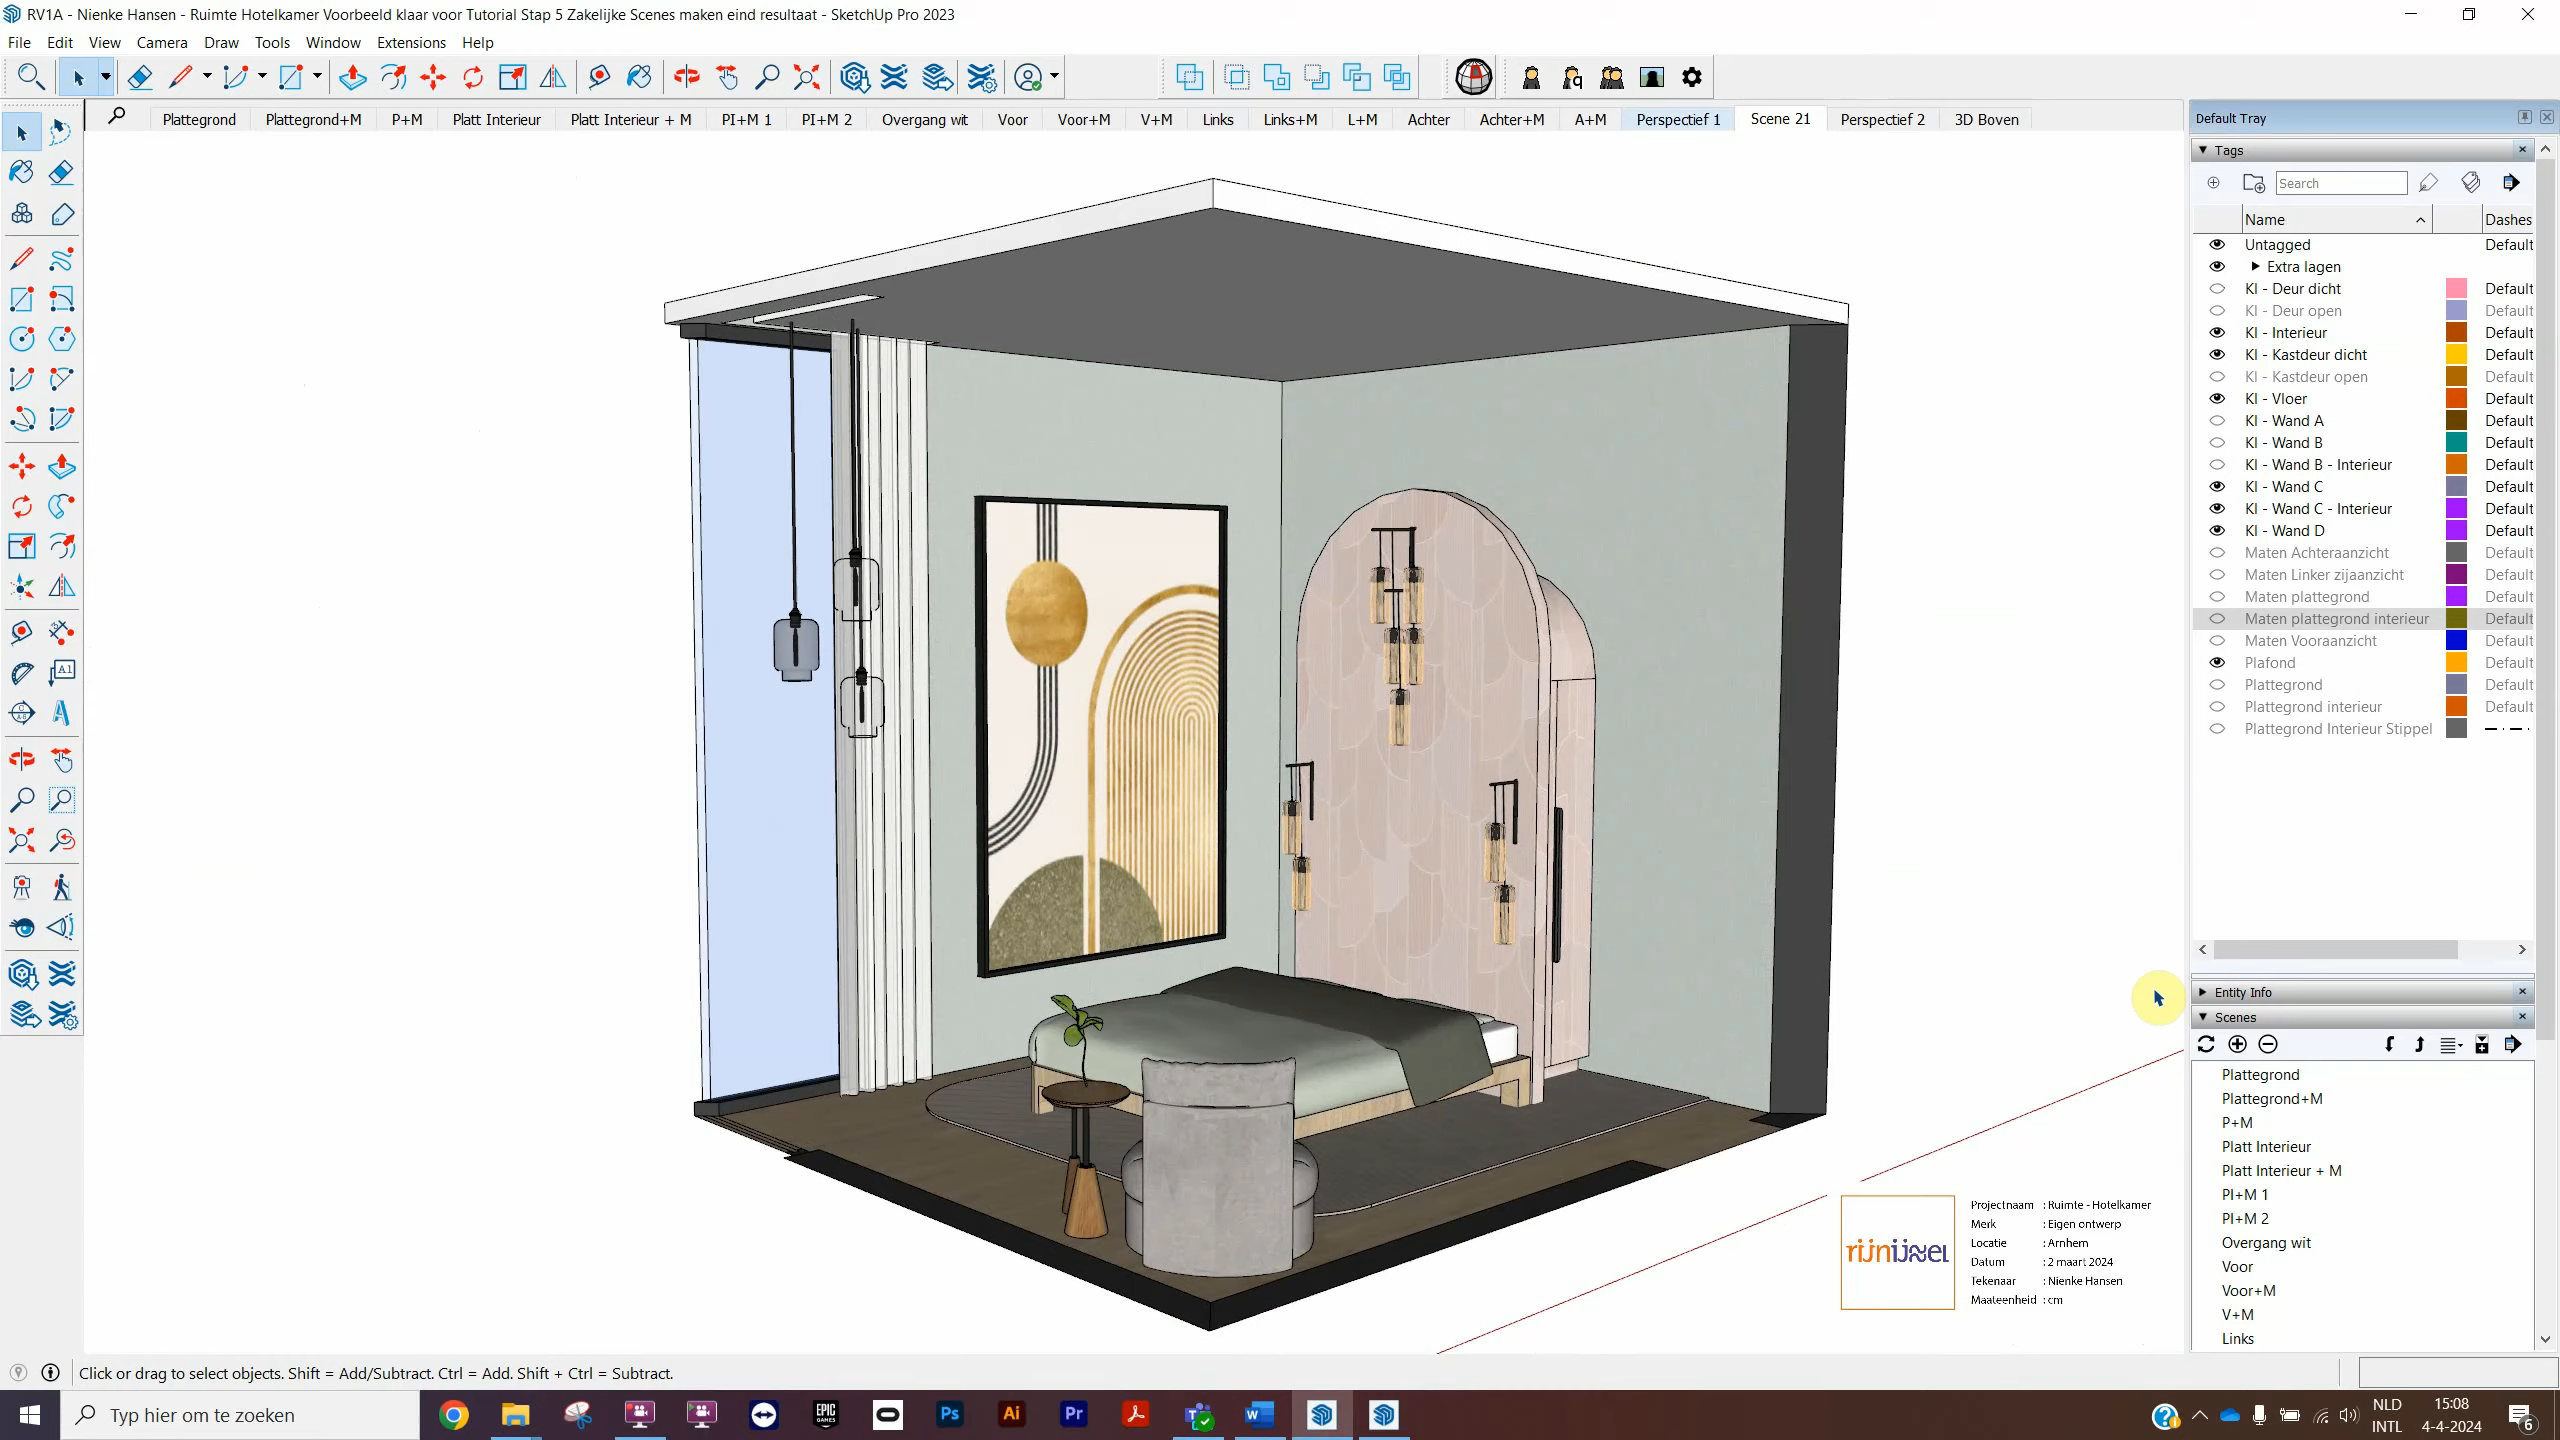 RV1A - Nienke Hansen - Ruimte Hotelkamer Voorbeeld klaar voor Tutorial Stap 5 Zakelijke Scenes maken eind resultaat - SketchUp Pro 2023
File Edit View Camera Draw Tools Window Extensions Help
Plattegrond Plattegrond+M P+M Platt Interieur Platt Interieur + M PI+M 1 PI+M 2 Overgang wit Voor Voor+M V+M Links Links+M L+M Achter Achter+M A+M Perspectief 1 Scene 21 Perspectief 2 3D Boven
Default Tray
Tags
Search
Name Dashes
Untagged Default
Extra lagen
KI - Deur dicht Default
KI - Deur open Default
KI - Interieur Default
KI - Kastdeur dicht Default
KI - Kastdeur open Default
KI - Vloer Default
KI - Wand A Default
KI - Wand B Default
KI - Wand B - Interieur Default
KI - Wand C Default
KI - Wand C - Interieur Default
KI - Wand D Default
Maten Achteraanzicht Default
Maten Linker zijaanzicht Default
Maten plattegrond Default
Maten plattegrond interieur Default
Maten Vooraanzicht Default
Plafond Default
Plattegrond Default
Plattegrond interieur Default
Plattegrond Interieur Stippel
Entity Info
Scenes
Plattegrond
Plattegrond+M
P+M
Platt Interieur
Platt Interieur + M
PI+M 1
PI+M 2
Overgang wit
Voor
Voor+M
V+M
Links
A1
rijnijssel
Projectnaam : Ruimte - Hotelkamer
Merk : Eigen ontwerp
Locatie : Arnhem
Datum : 2 maart 2024
Tekenaar : Nienke Hansen
Maateenheid : cm
Click or drag to select objects. Shift = Add/Subtract. Ctrl = Add. Shift + Ctrl = Subtract.
Typ hier om te zoeken
EPIC GAMES
Ps
Ai
Pr
NLD
INTL
15:08
4-4-2024
6